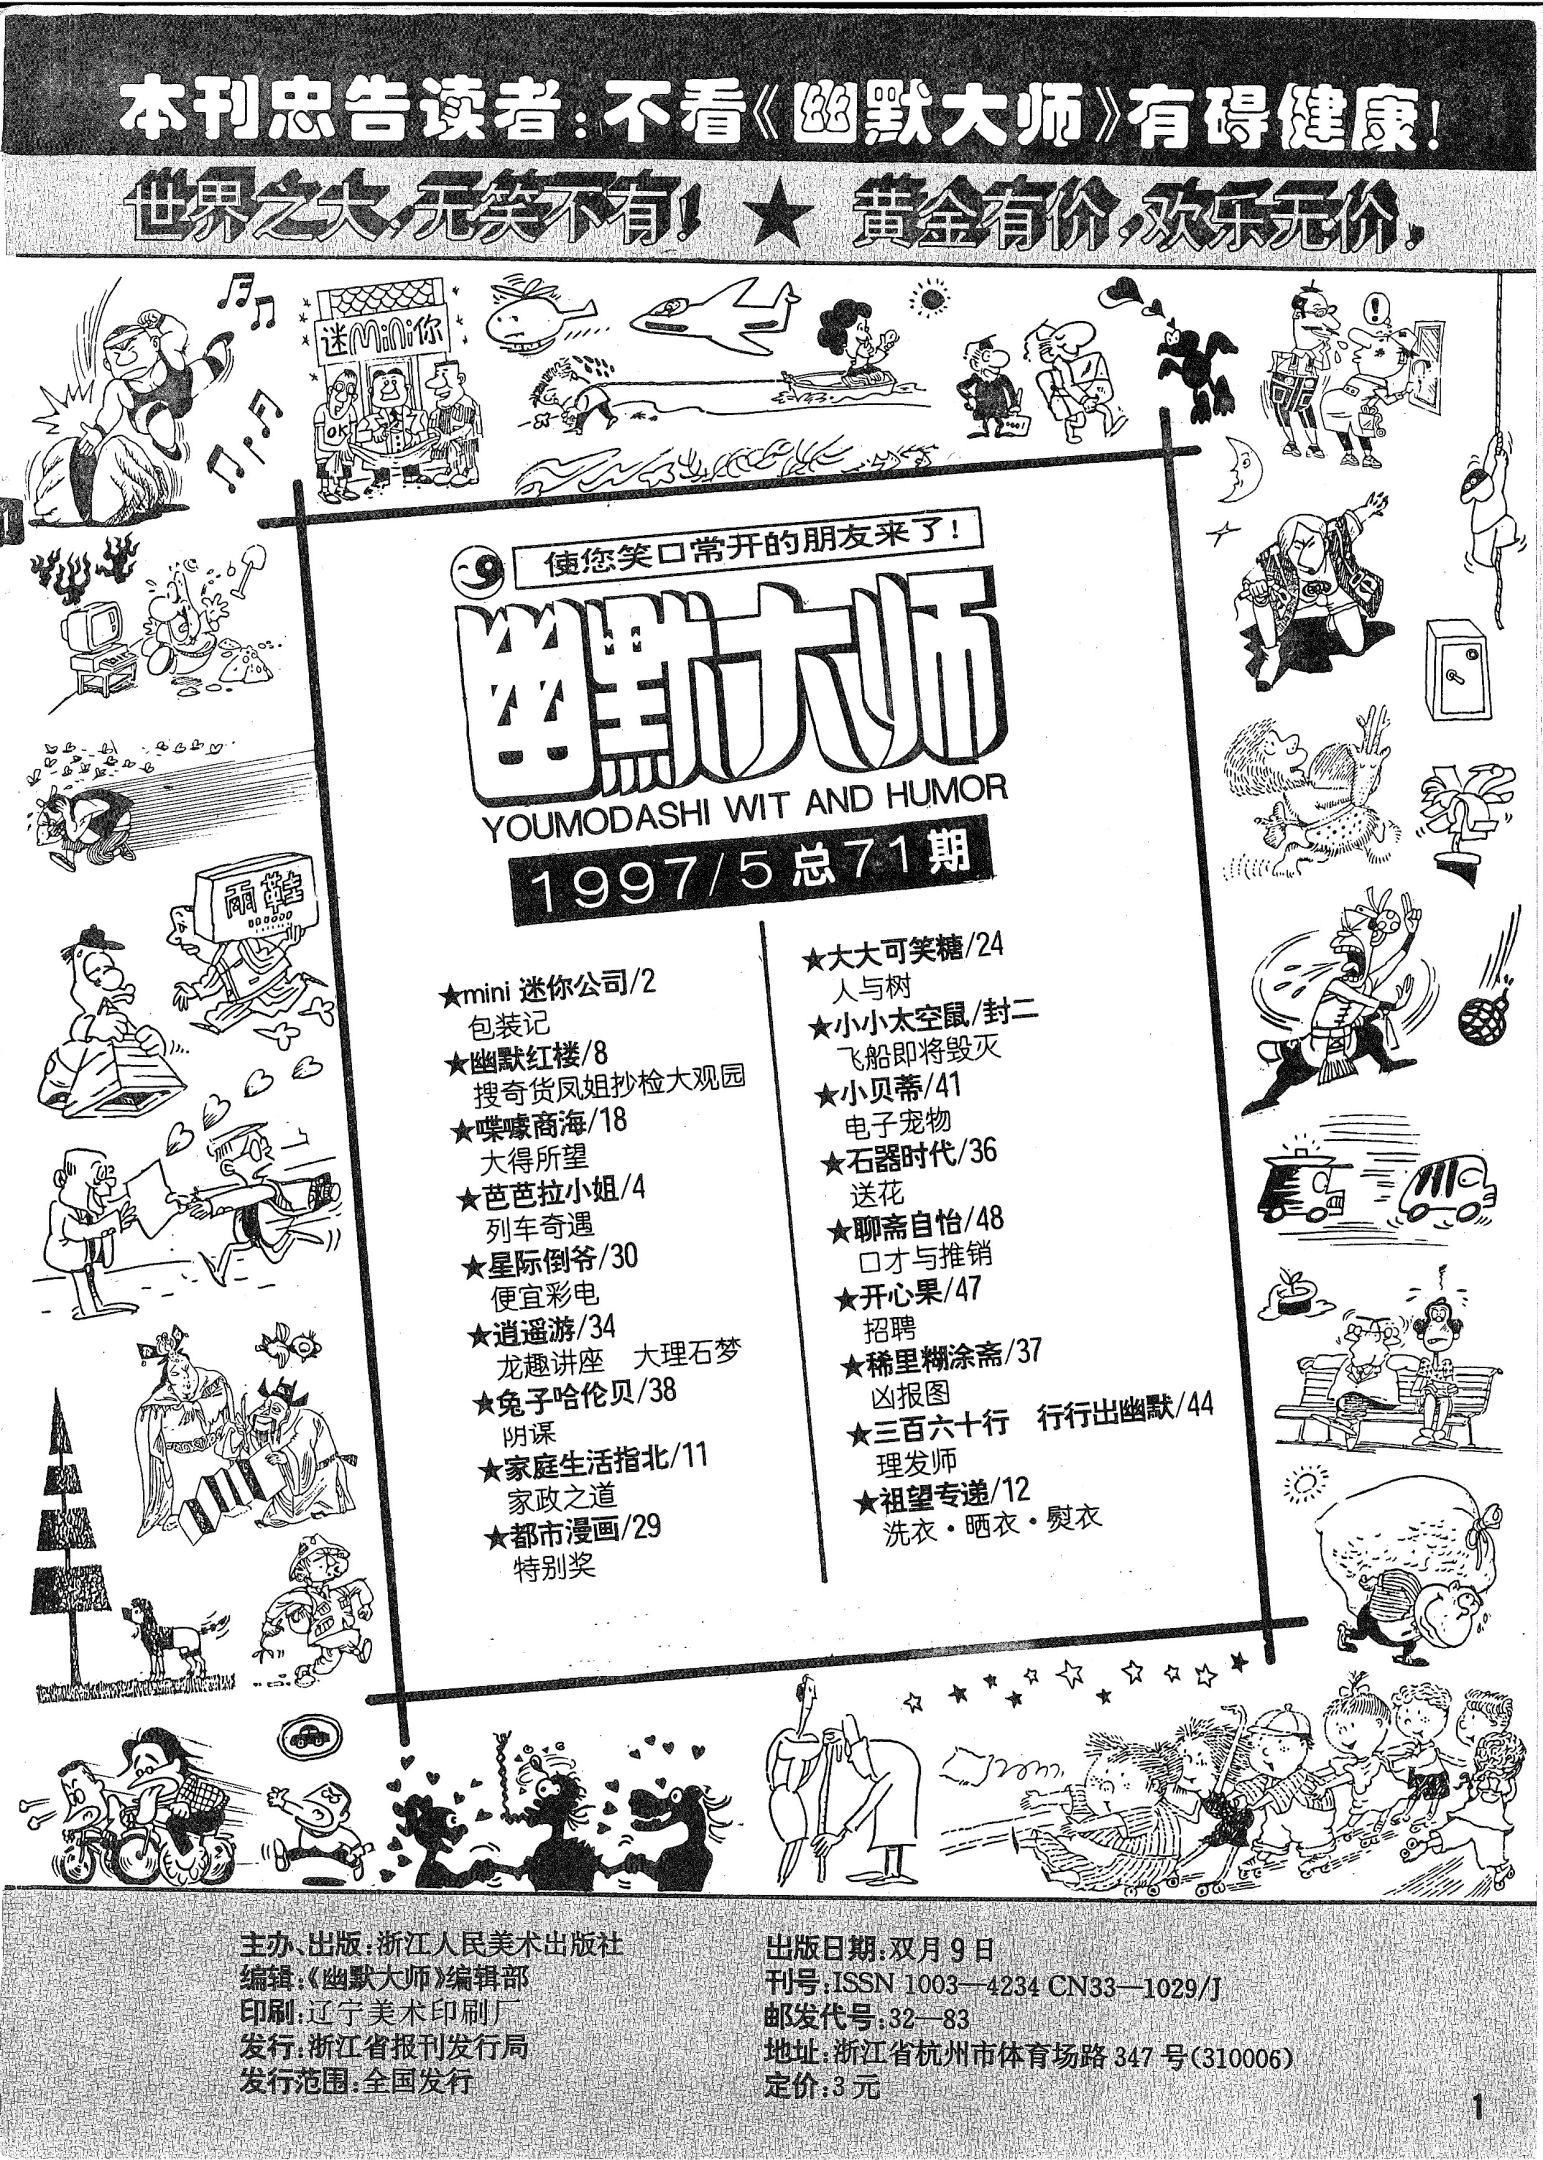 本刊忠告读者：不看《幽默大师》有碍健康！
世界之大，无笑不有！ ★ 黄金有价，欢乐无价。
迷mini你
OK
!
雨鞋
使您笑口常开的朋友来了！
幽默大师
YOUMODASHI WIT AND HUMOR
1997/5总71期
★mini 迷你公司/2
包装记
★幽默红楼/8
搜奇货凤姐抄检大观园
★喋嚎商海/18
大得所望
★芭芭拉小姐/4
列车奇遇
★星际倒爷/30
便宜彩电
★逍遥游/34
龙趣讲座 大理石梦
★兔子哈伦贝/38
阴谋
★家庭生活指北/11
家政之道
★都市漫画/29
特别奖
★大大可笑糖/24
人与树
★小小太空鼠/封二
飞船即将毁灭
★小贝蒂/41
电子宠物
★石器时代/36
送花
★聊斋自怡/48
口才与推销
★开心果/47
招聘
★稀里糊涂斋/37
凶报图
★三百六十行 行行出幽默/44
理发师
★祖望专递/12
洗衣·晒衣·熨衣
主办、出版：浙江人民美术出版社
编辑：《幽默大师》编辑部
印刷：辽宁美术印刷厂
发行：浙江省报刊发行局
发行范围：全国发行
出版日期：双月9日
刊号：ISSN 1003—4234 CN33—1029/J
邮发代号：32—83
地址：浙江省杭州市体育场路 347 号(310006)
定价：3元
1